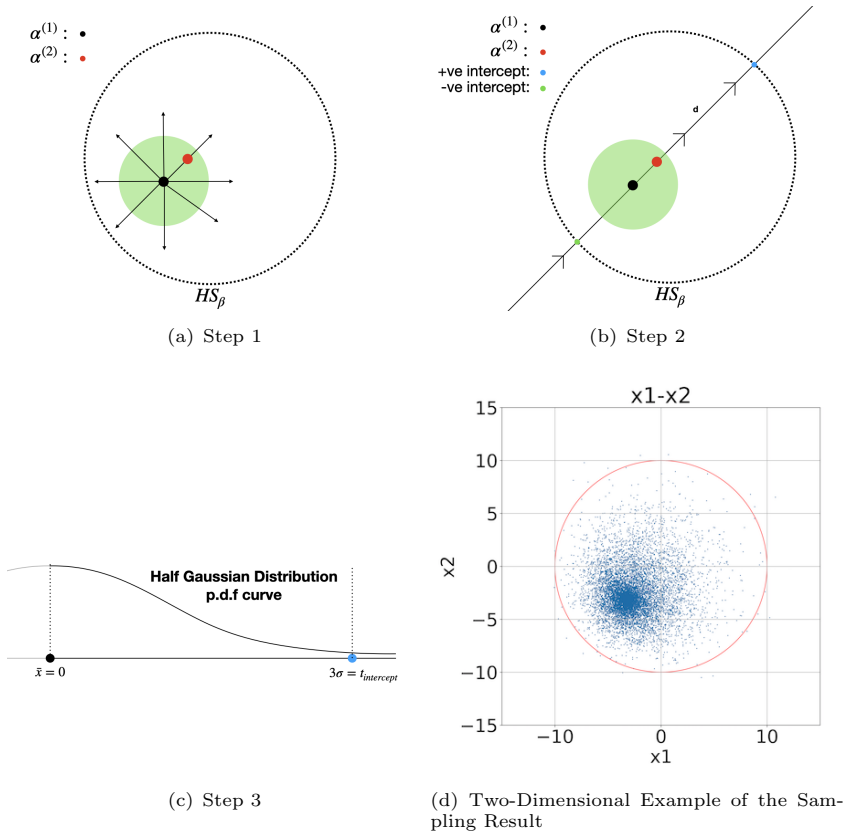 α^(1) :
α^(2) :
HS_β
(a) Step 1
α^(1) :
α^(2) :
+ve intercept:
-ve intercept:
d
HS_β
(b) Step 2
Half Gaussian Distribution
p.d.f curve
x̄ = 0
3σ = t_intercept
(c) Step 3
x1-x2
15
10
5
0
−5
−10
−15
x2
−10 0 10
x1
(d) Two-Dimensional Example of the Sam-
pling Result